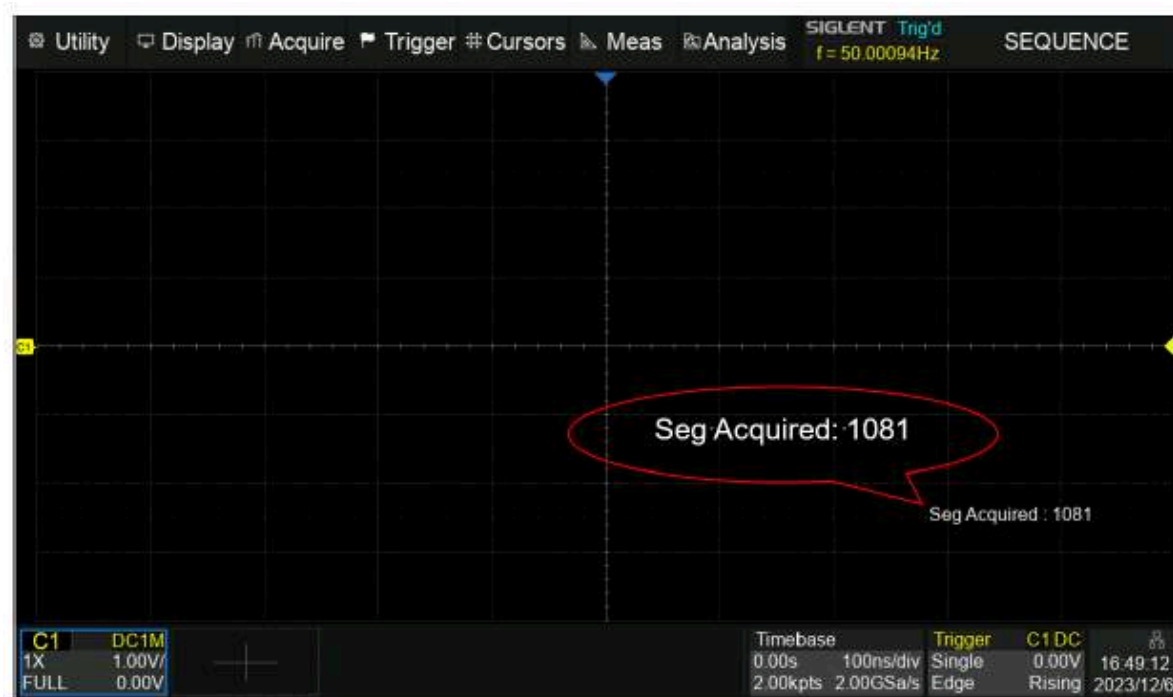 Utility Display Acquire Trigger Cursors Meas Analysis SIGLENT Trig'd SEQUENCE
f = 50.00094Hz
C1
Seg Acquired: 1081
Seg Acquired : 1081
C1 DC1M Timebase Trigger C1 DC
1X 1.00V/ 0.00s 100ns/div Single 0.00V 16:49:12
FULL 0.00V 2.00kpts 2.00GSa/s Edge Rising 2023/12/6